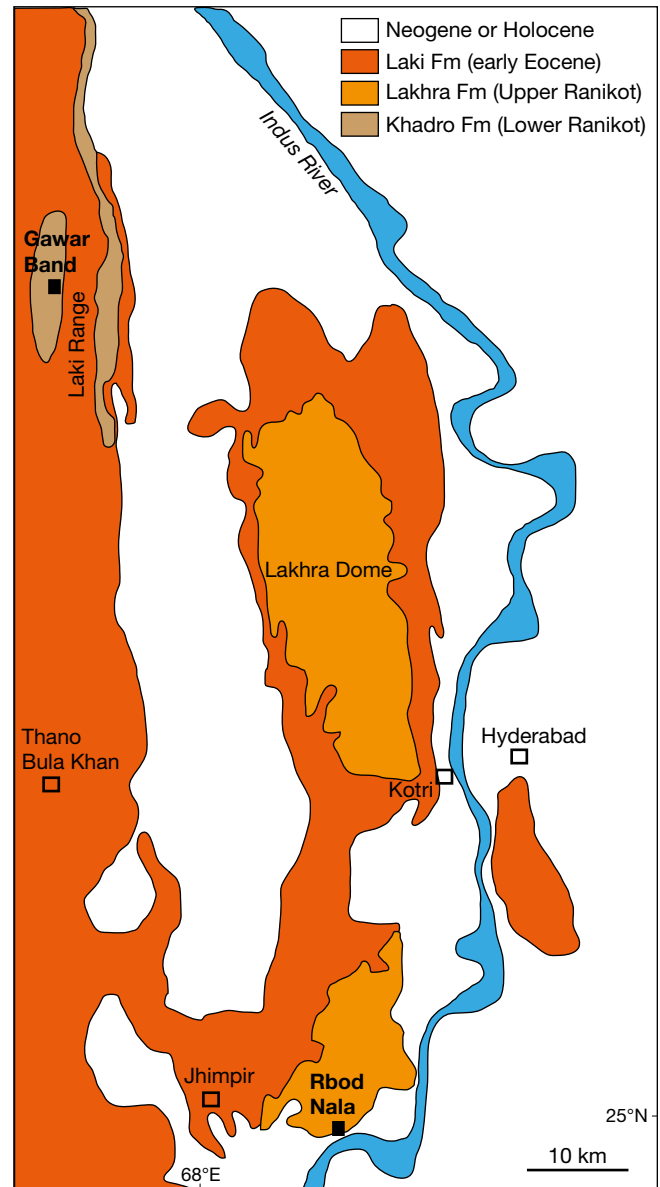 Neogene or Holocene
Laki Fm (early Eocene)
Lakhra Fm (Upper Ranikot)
Khadro Fm (Lower Ranikot)
Indus River
Gawar
Band
Laki Range
Lakhra Dome
Thano
Bula Khan
Hyderabad
Kotri
Jhimpir
Rbod
Nala
25°N
68°E
10 km